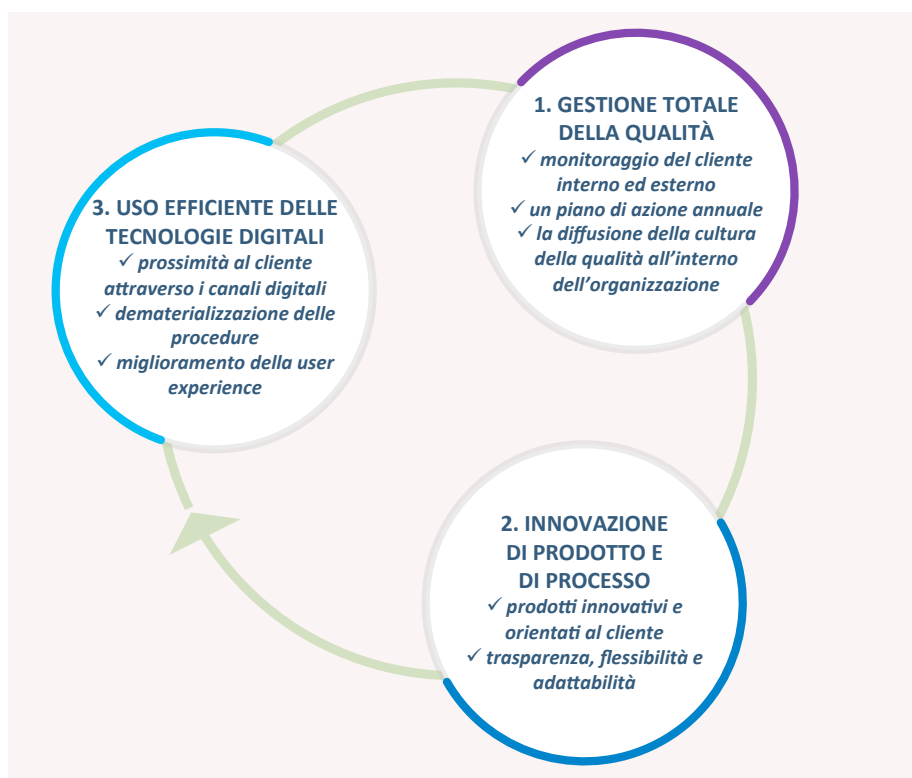 1. GESTIONE TOTALE
DELLA QUALITÀ
✓ monitoraggio del cliente
interno ed esterno
✓ un piano di azione annuale
✓ la diffusione della cultura
della qualità all’interno
dell’organizzazione
2. INNOVAZIONE
DI PRODOTTO E
DI PROCESSO
✓ prodotti innovativi e
orientati al cliente
✓ trasparenza, flessibilità e
adattabilità
3. USO EFFICIENTE DELLE
TECNOLOGIE DIGITALI
✓ prossimità al cliente
attraverso i canali digitali
✓ dematerializzazione delle
procedure
✓ miglioramento della user
experience